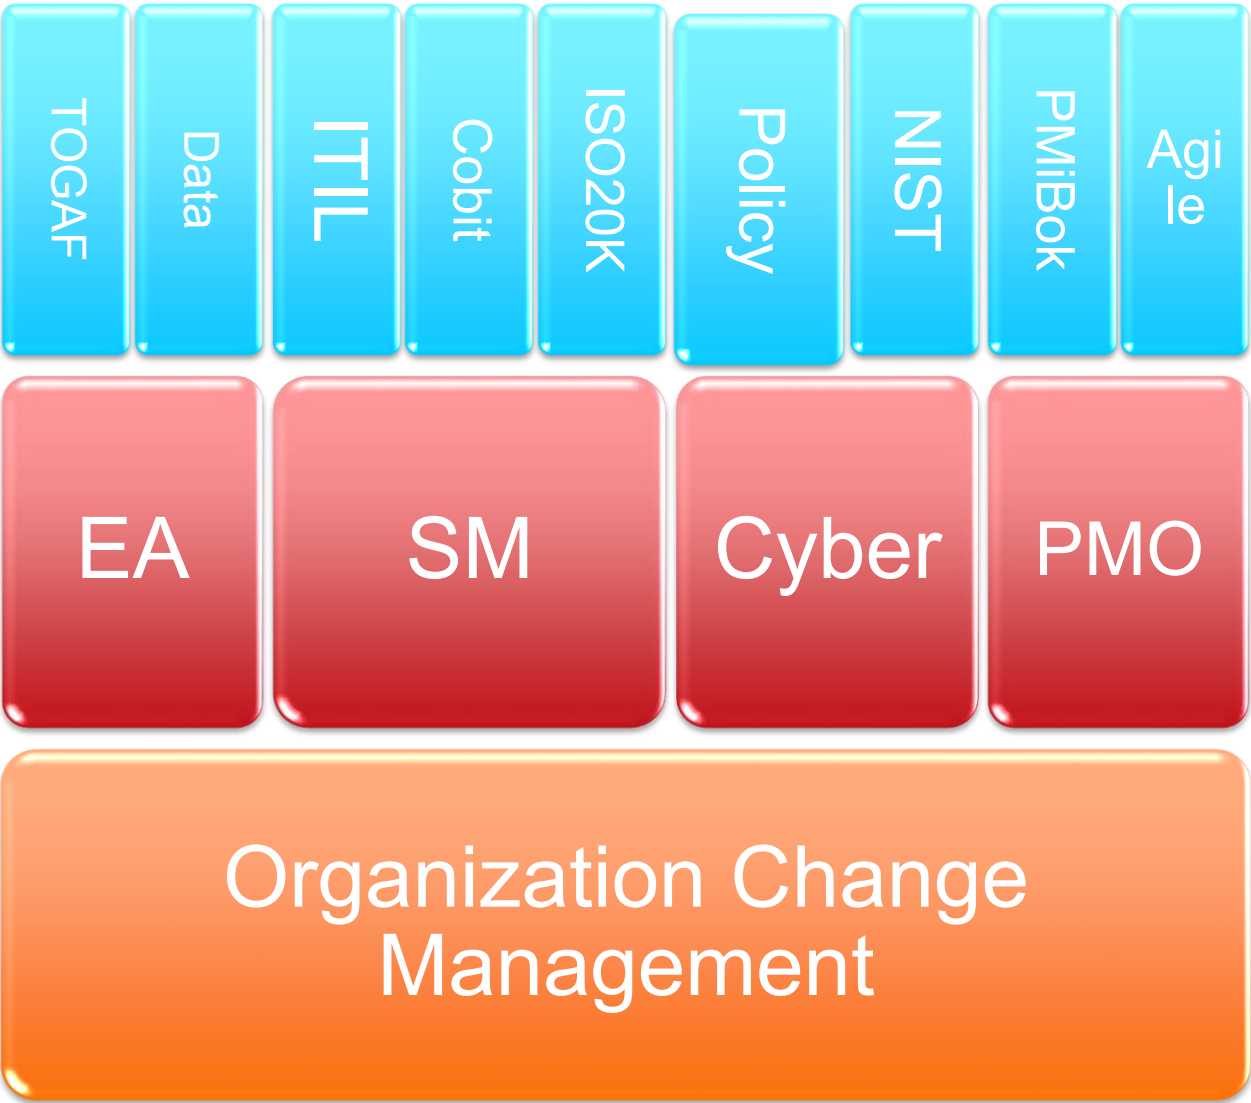 TOGAF
Data
ITIL
Cobit
ISO20K
Policy
NIST
PMiBok
Agi
le
EA
SM
Cyber
PMO
Organization Change
Management